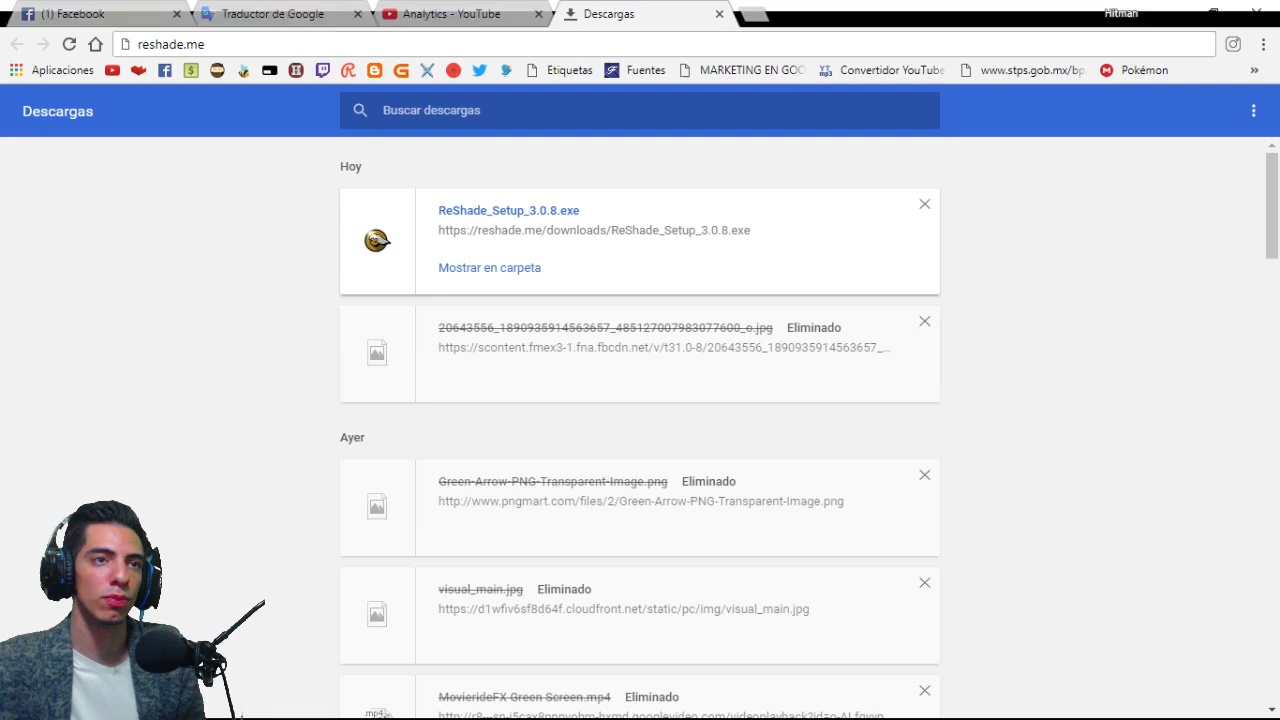 (1) Facebook
Traductor de Google
Analytics - YouTube
Descargas
Hitman
reshade.me
Aplicaciones
Etiquetas
Fuentes
MARKETING EN GOO
Convertidor YouTube
www.stps.gob.mx/bp
Pokémon
Descargas
Buscar descargas
Hoy
ReShade_Setup_3.0.8.exe
https://reshade.me/downloads/ReShade_Setup_3.0.8.exe
Mostrar en carpeta
20643556_1890935914563657_485127007983077600_o.jpg Eliminado
https://scontent.fmex3-1.fna.fbcdn.net/v/t31.0-8/20643556_1890935914563657_...
Ayer
Green-Arrow-PNG-Transparent-Image.png Eliminado
http://www.pngmart.com/files/2/Green-Arrow-PNG-Transparent-Image.png
visual_main.jpg Eliminado
https://d1wfiv6sf8d64f.cloudfront.net/static/pc/img/visual_main.jpg
MovierideFX Green Screen.mp4 Eliminado